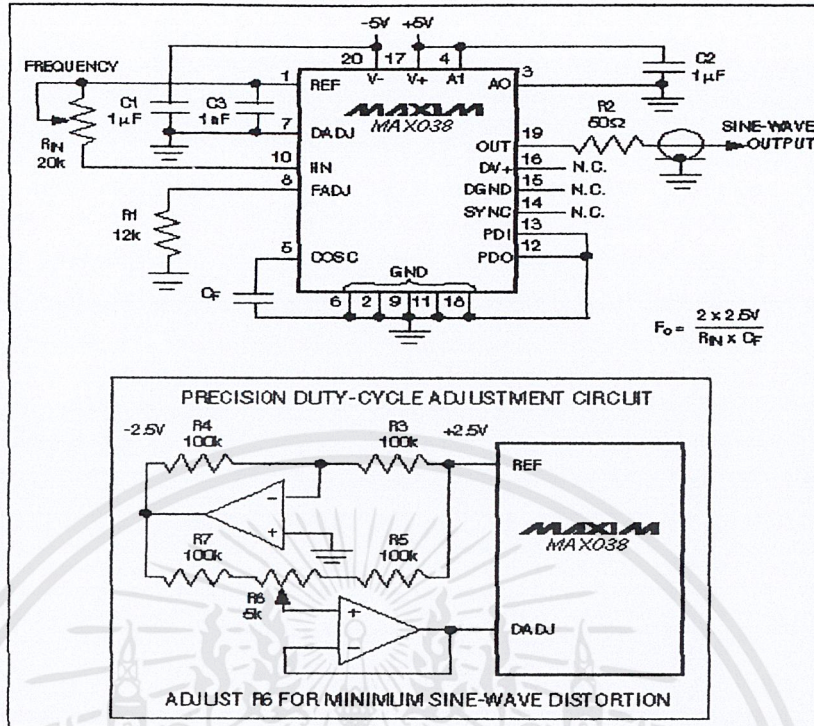 -5V +5V
20 17 4
V- V+ A1
FREQUENCY
1 REF
C1
1μF
C3
1nF
MAXIM
MAX038
AO 3
C2
1μF
7 DADJ
RIN
20k
10 IIN
8 FADJ
R1
12k
5 COSC
CF
OUT 19
R2
50Ω
SINE-WAVE
OUTPUT
DV+ 16 N.C.
DGND 15 N.C.
SYNC 14 N.C.
PDI 13
PDO 12
GND
6 2 9 11 18
Fo = 2 x 2.5V
RIN x CF
PRECISION DUTY-CYCLE ADJUSTMENT CIRCUIT
-2.5V R4 R3 +2.5V
100k 100k
REF
- +
MAXIM
MAX038
R7 R5
100k 100k
R6
5k
+ -
DADJ
ADJUST R6 FOR MINIMUM SINE-WAVE DISTORTION